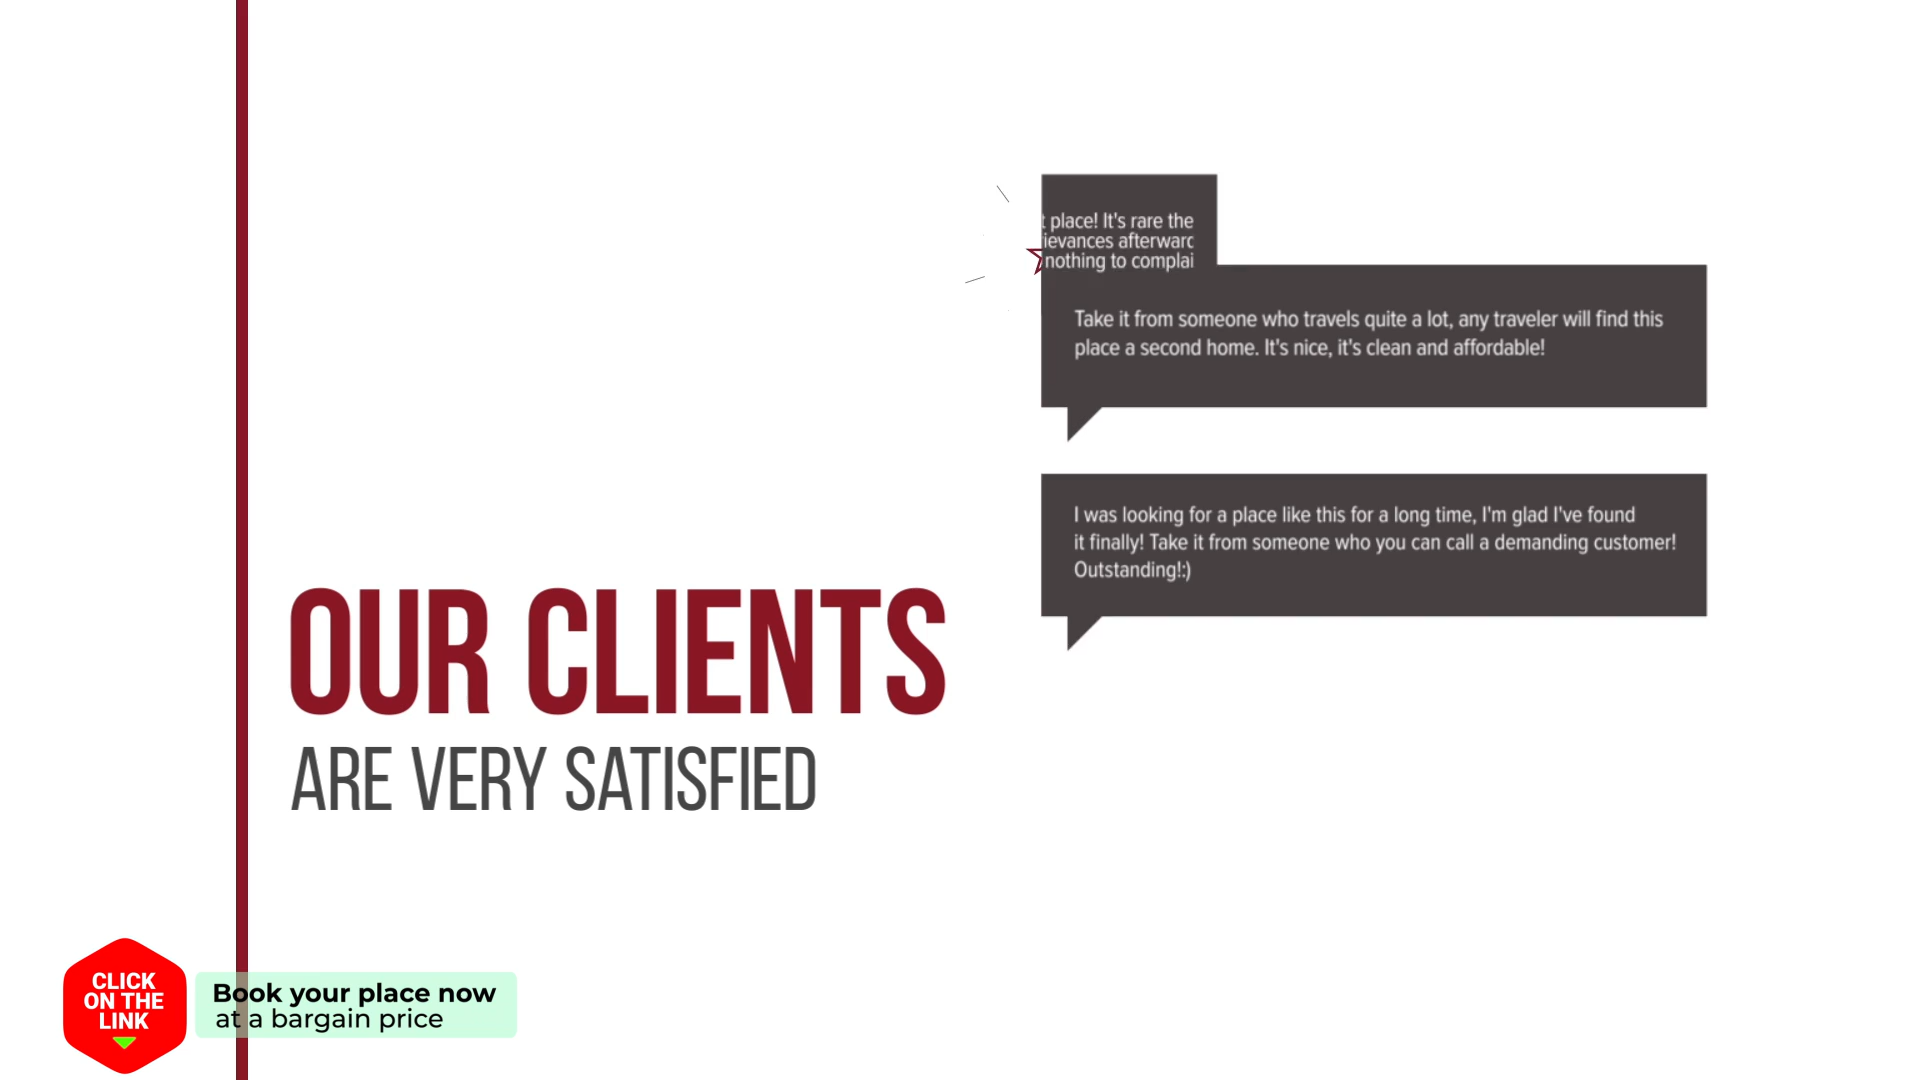 place! It's rare the
nothing to
Take it from someone who travels quite a lot, any traveler will find this
place a second home. It's nice, it's clean and affordable!
I was looking for a place like this for a long time, I'm glad I've found
it finally! Take it from someone who you can call a demanding customer!
Outstanding!:)
OUR CLIENTS
ARE VERY SATISFIED
CLICK
ON THE
LINK
Book your place now
at a bargain price